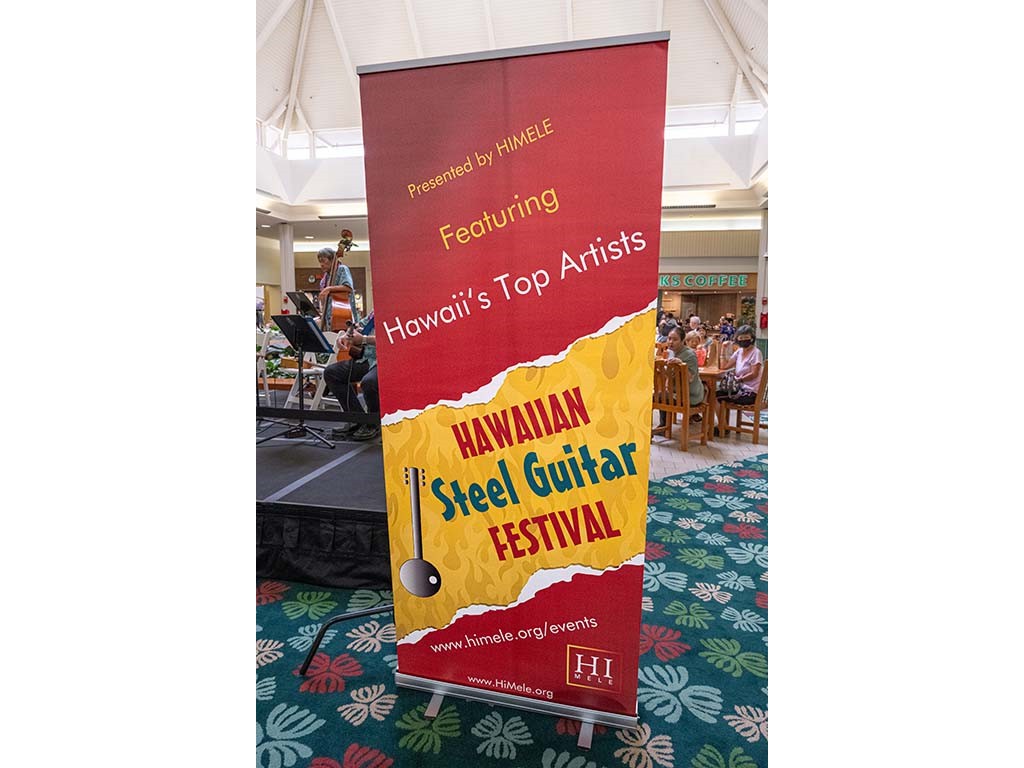 Presented by HIMELE
Featuring
Hawaii's Top Artists
KS COFFEE
HAWAIIAN
Steel Guitar
FESTIVAL
www.himele.org/events
www.HiMele.org
HI
MELE